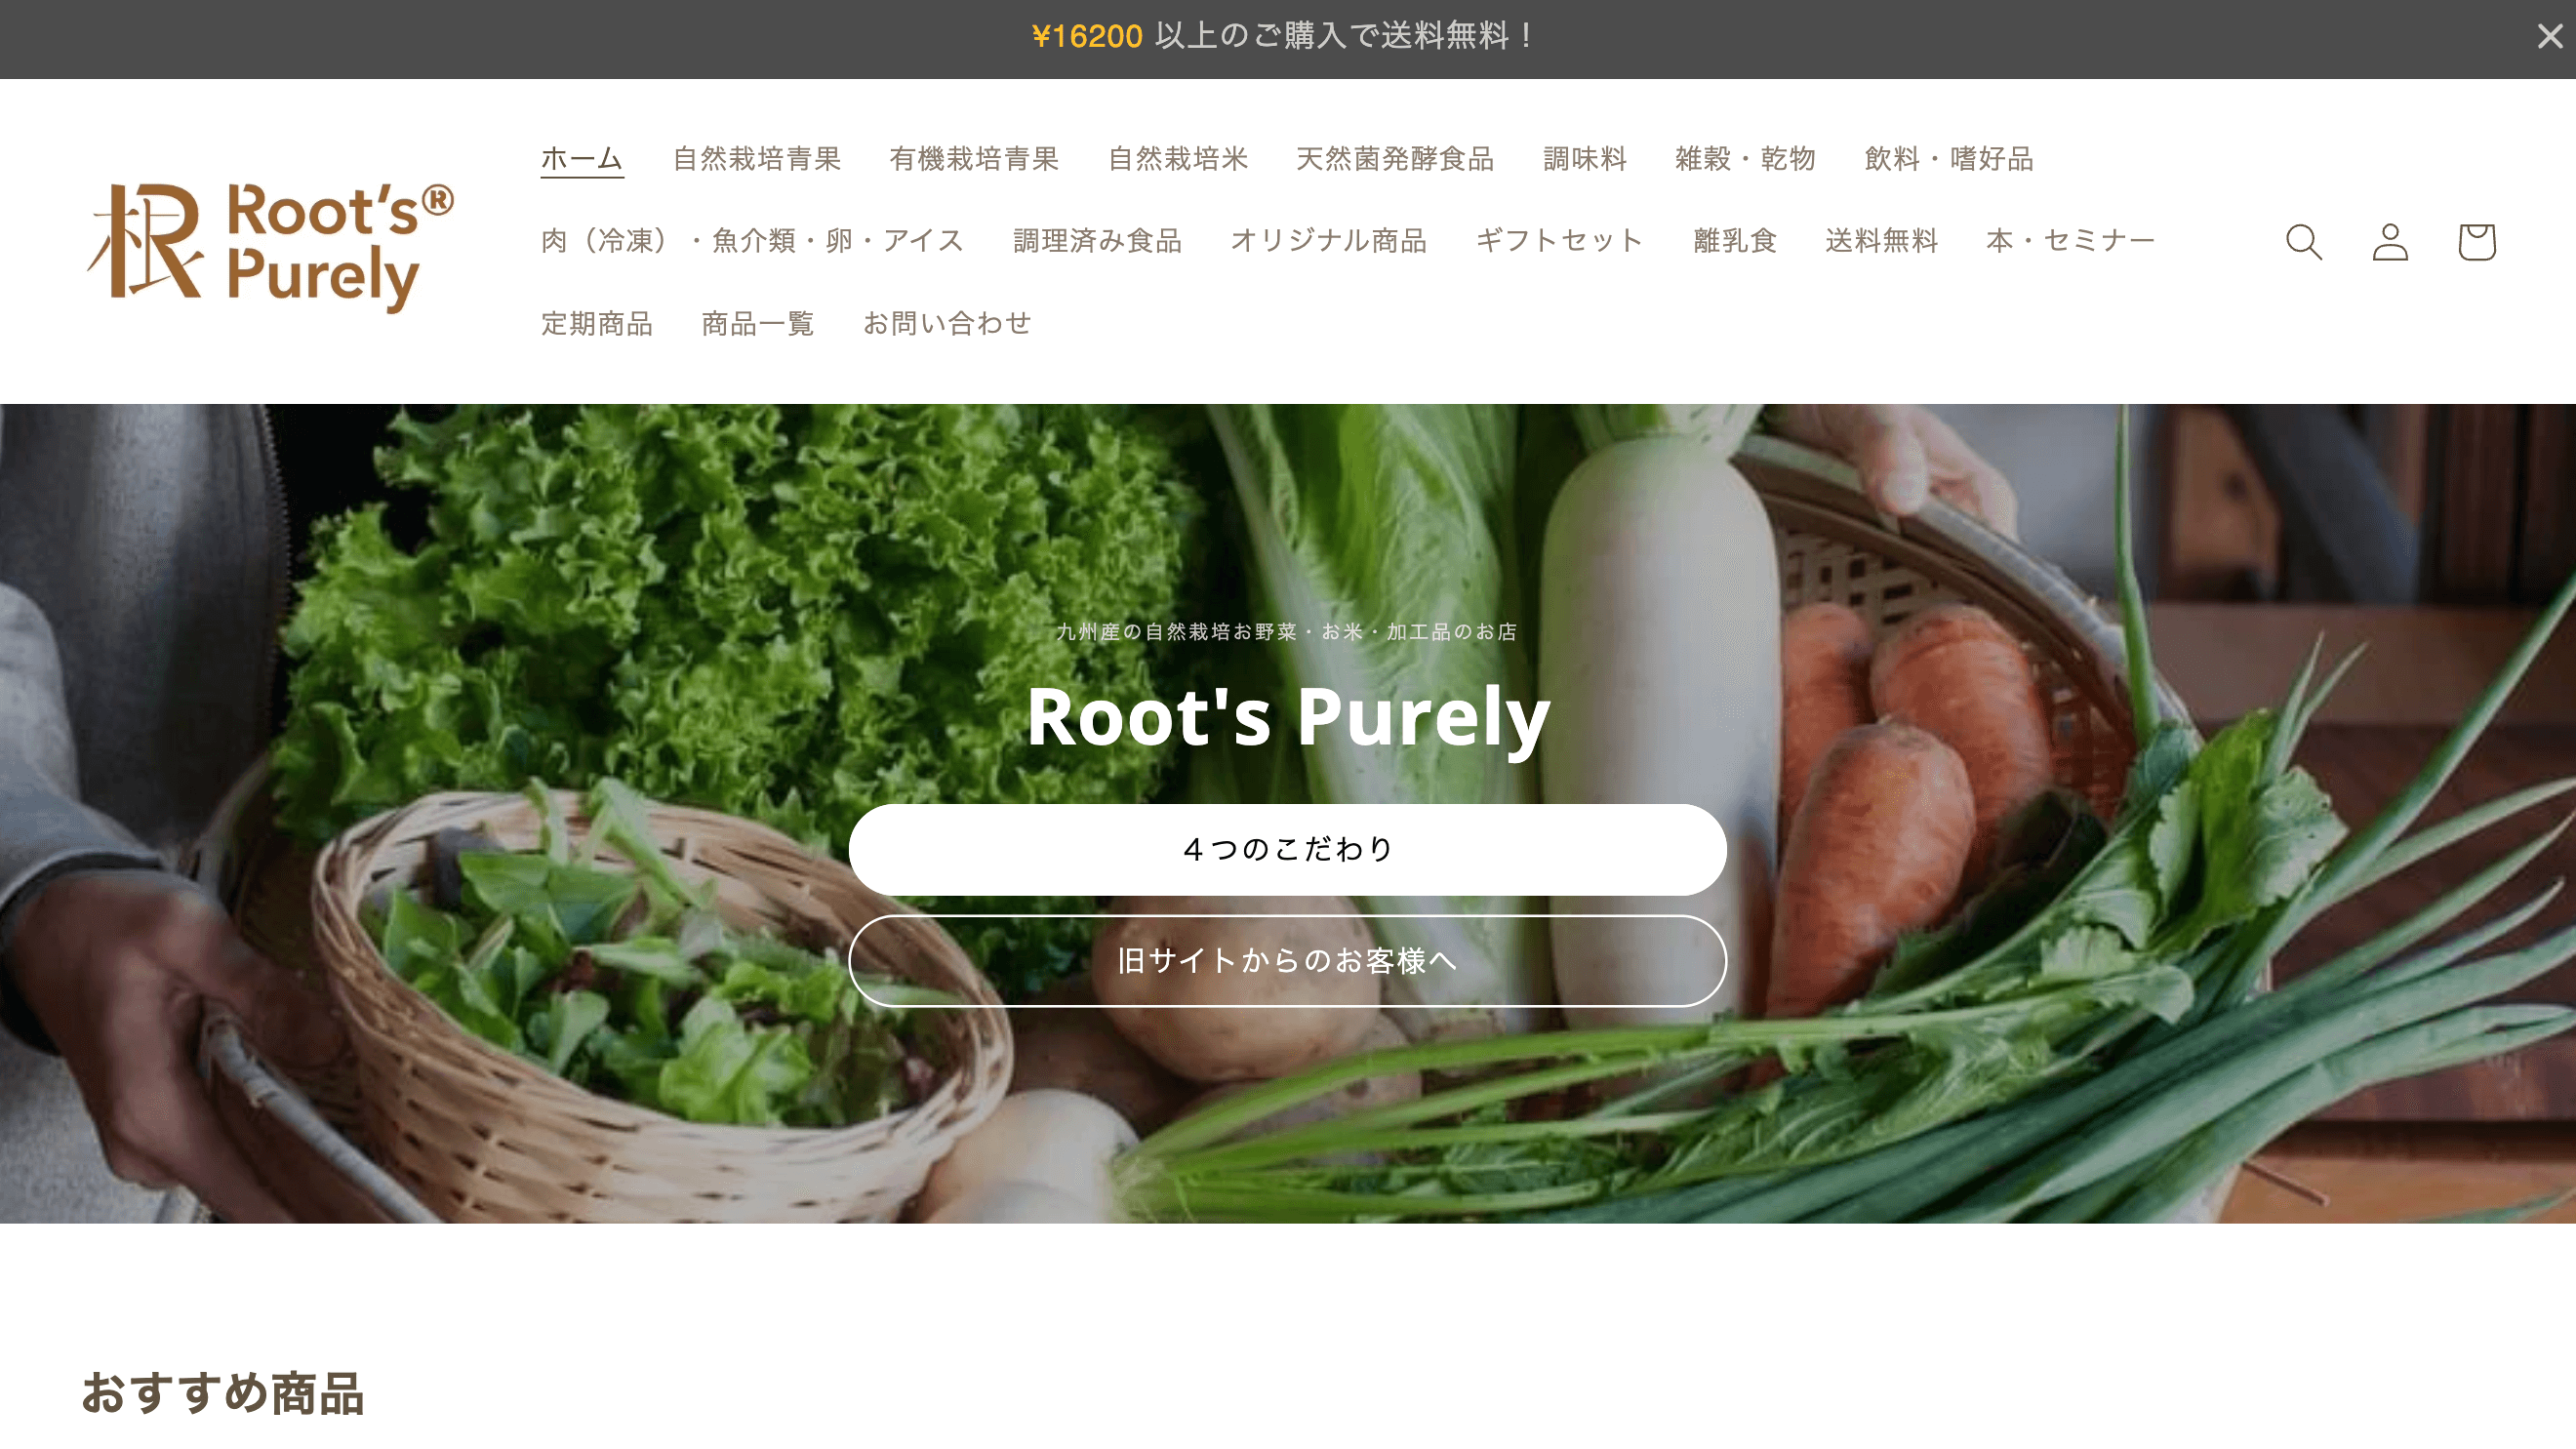 ¥16200 以上のご購入で送料無料！
根 Root's®
Purely
ホーム 自然栽培青果 有機栽培青果 自然栽培米 天然菌発酵食品 調味料 雑穀・乾物 飲料・嗜好品
肉（冷凍）・魚介類・卵・アイス 調理済み食品 オリジナル商品 ギフトセット 離乳食 送料無料 本・セミナー
定期商品 商品一覧 お問い合わせ
九州産の自然栽培お野菜・お米・加工品のお店
Root's Purely
４つのこだわり
旧サイトからのお客様へ
おすすめ商品